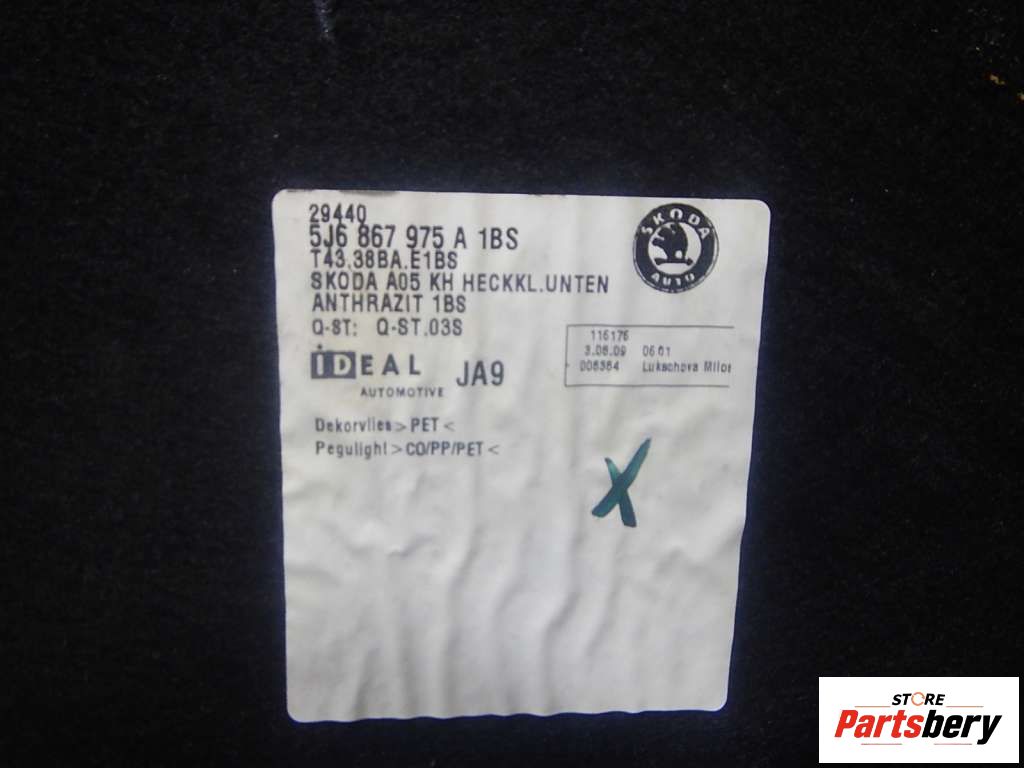 29440
5J6 867 975 A 1BS
T43.38BA.E1BS
SKODA A05 KH HECKKL.UNTEN
ANTHRAZIT 1BS
Q-ST: Q-ST.03S
SKODA
AUTO
116176
3.06.09 0601
006364 Lukachova Milos
iDEAL
AUTOMOTIVE
JA9
Dekorvlies>PET<
Pegulight>CO/PP/PET<
X
STORE
Partsbery